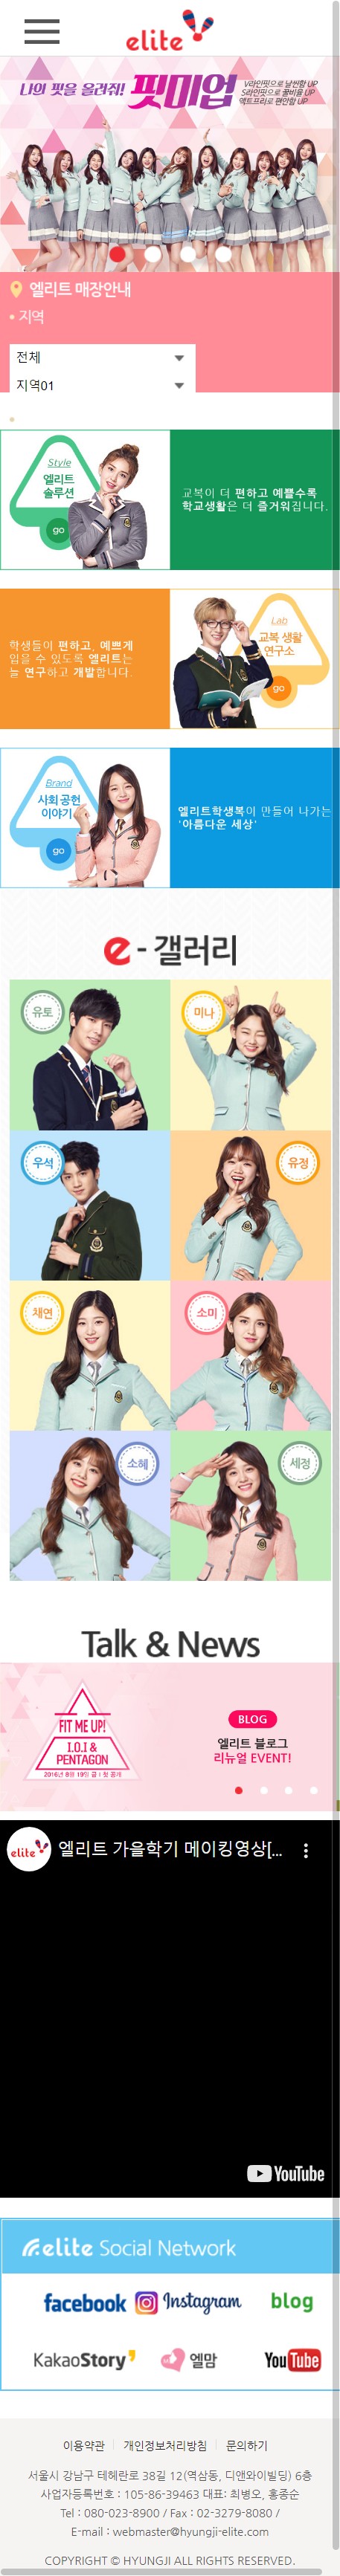 elite
나의 핏을 올려줘! 핏미업
V라인핏으로 날씬함 UP
S라인핏으로 꿀비율 UP
액트프리로 편안함 UP
엘리트 매장안내
• 지역
전체
지역01
Style
엘리트
솔루션
go
교복이 더 편하고 예쁠수록
학교생활은 더 즐거워집니다.
학생들이 편하고, 예쁘게
입을 수 있도록 엘리트는
늘 연구하고 개발합니다.
Lab
교복 생활
연구소
go
Brand
사회 공헌
이야기
go
엘리트학생복이 만들어 나가는
'아름다운 세상'
e - 갤러리
유토
미나
우석
유정
채연
소미
소혜
세정
Talk & News
FIT ME UP!
I.O.I &
PENTAGON
2016년 8월 19일 금 | 첫 공개
BLOG
엘리트 블로그
리뉴얼 EVENT!
elite
엘리트 가을학기 메이킹영상[...
YouTube
elite Social Network
facebook Instagram blog
KakaoStory 엘맘 YouTube
이용약관 개인정보처리방침 문의하기
서울시 강남구 테헤란로 38길 12(역삼동, 디앤와이빌딩) 6층
사업자등록번호 : 105-86-39463 대표: 최병오, 홍종순
Tel : 080-023-8900 / Fax : 02-3279-8080 /
E-mail : webmaster@hyungji-elite.com
COPYRIGHT © HYUNGJI ALL RIGHTS RESERVED.